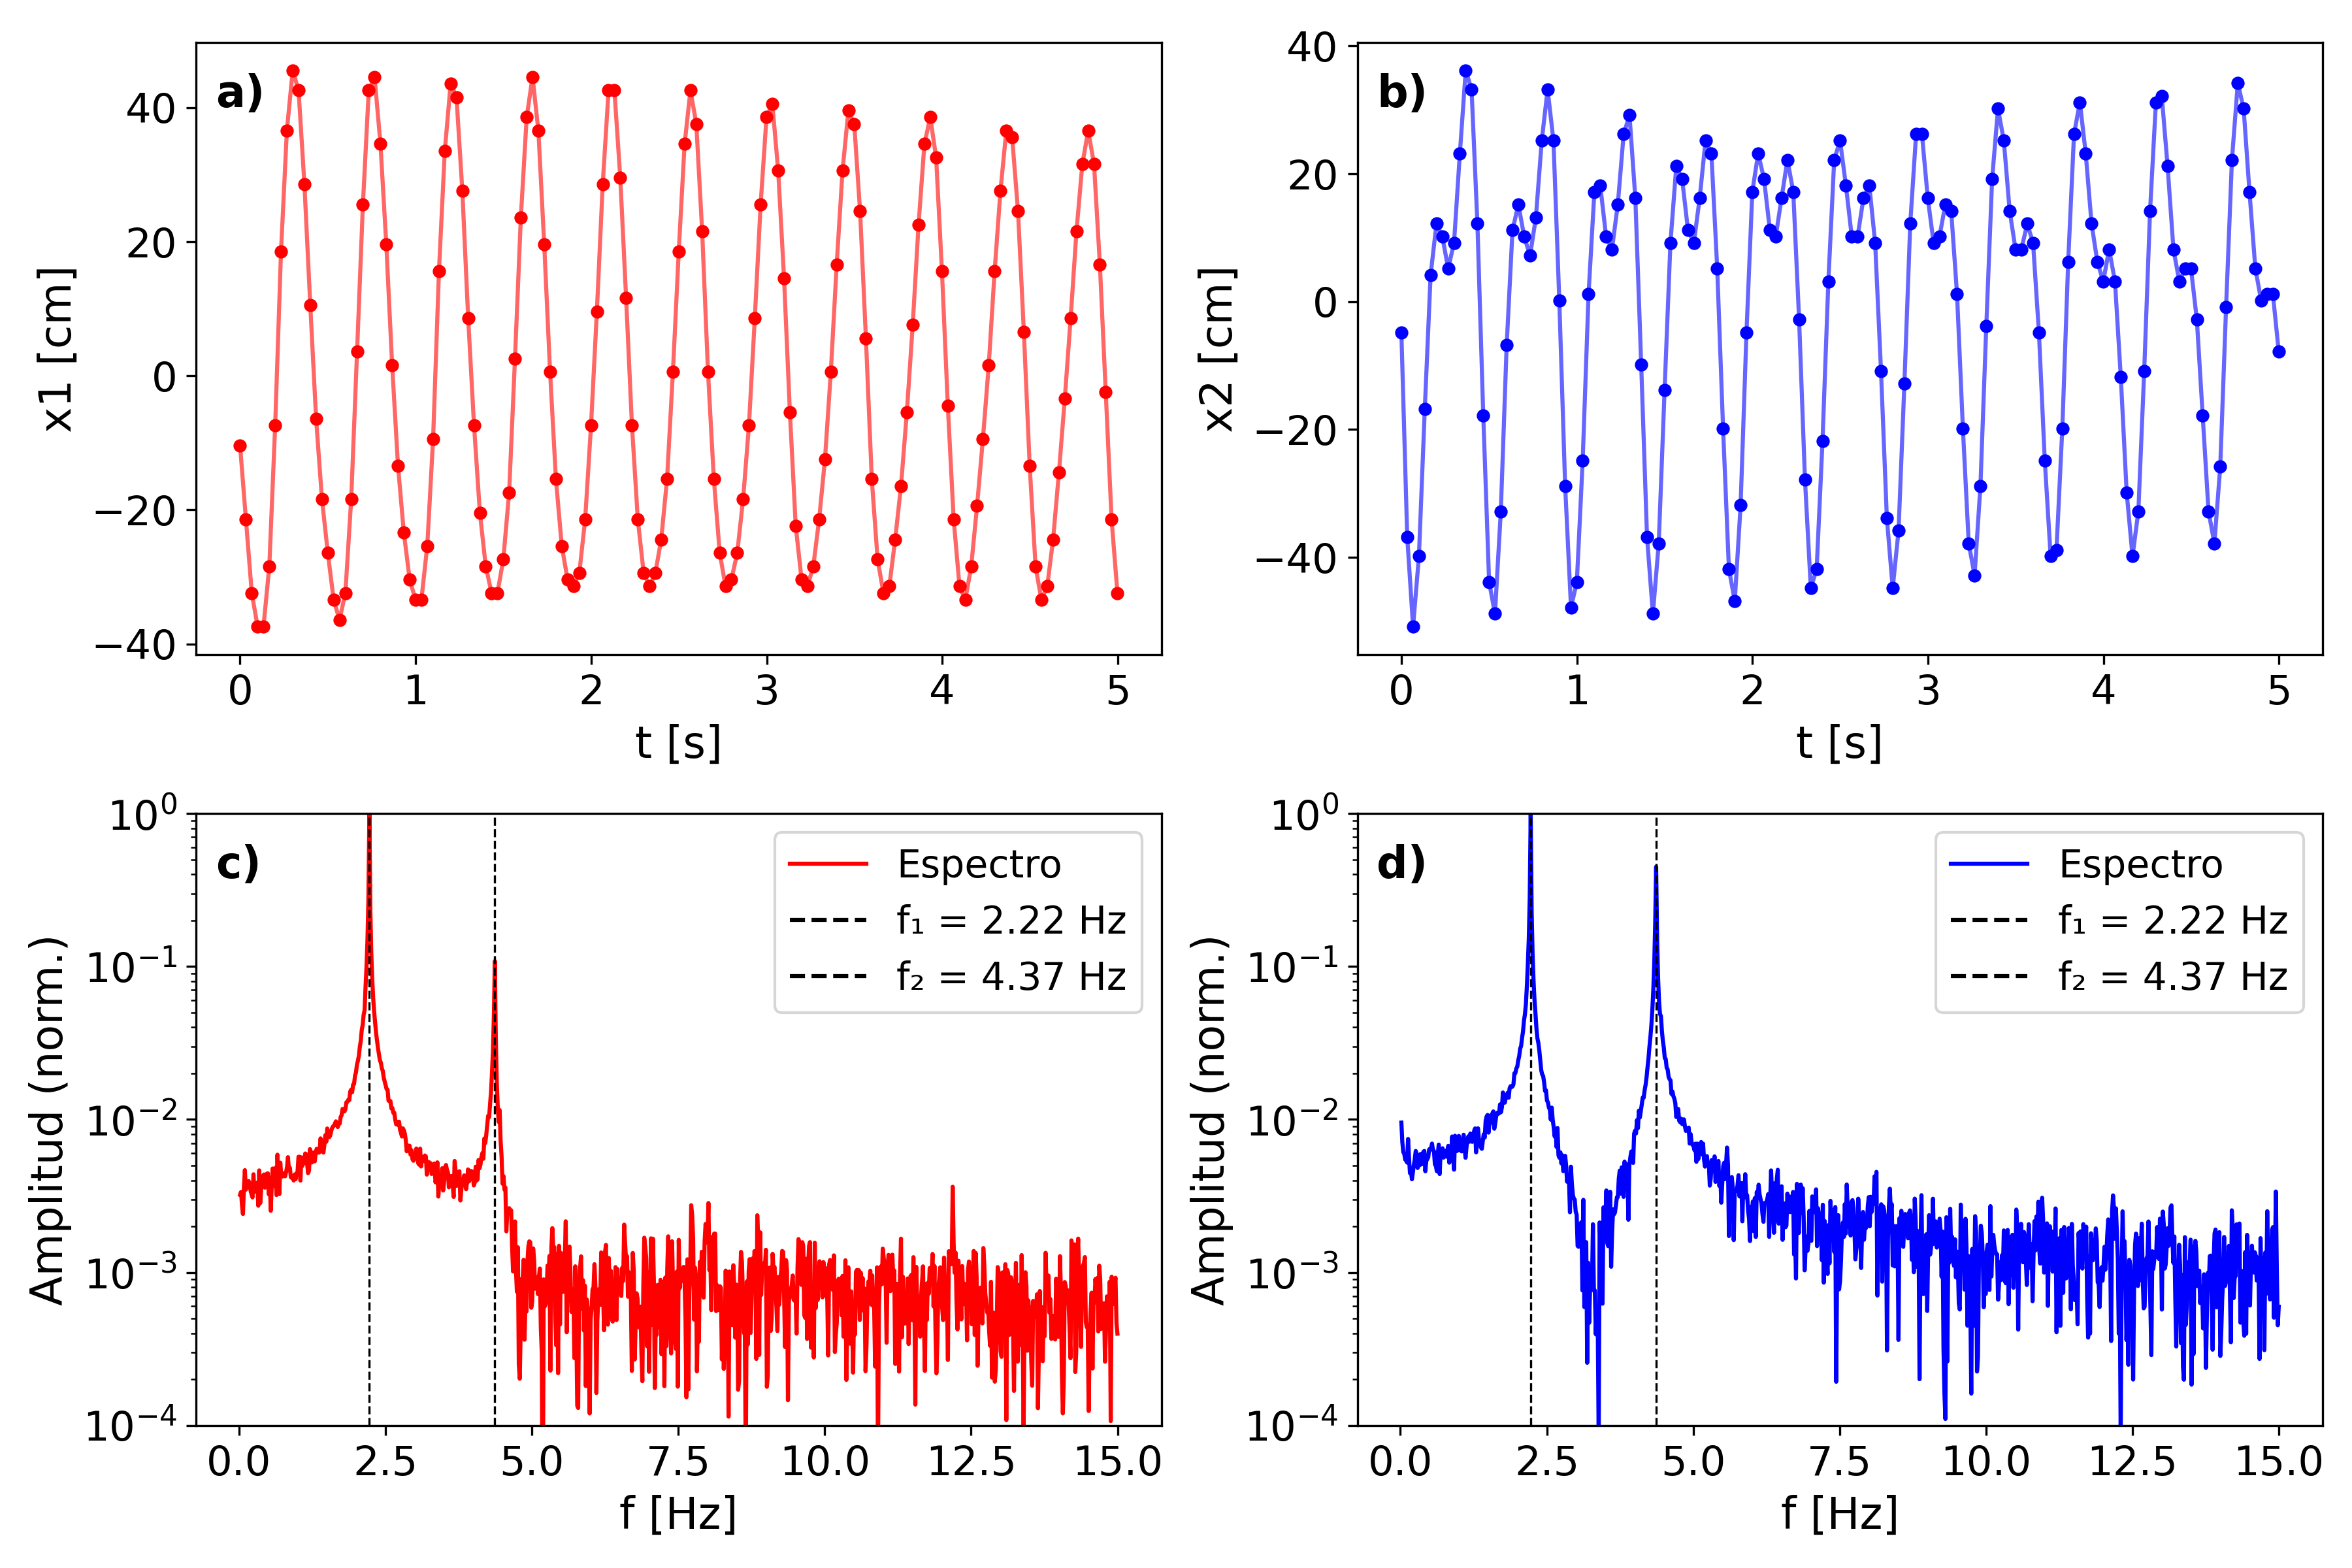 a)
x1 [cm]
40
20
0
−20
−40
0 1 2 3 4 5
t [s]
b)
x2 [cm]
40
20
0
−20
−40
0 1 2 3 4 5
t [s]
c)
Amplitud (norm.)
10⁰
10⁻¹
10⁻²
10⁻³
10⁻⁴
Espectro
f₁ = 2.22 Hz
f₂ = 4.37 Hz
0.0 2.5 5.0 7.5 10.0 12.5 15.0
f [Hz]
d)
Amplitud (norm.)
10⁰
10⁻¹
10⁻²
10⁻³
10⁻⁴
Espectro
f₁ = 2.22 Hz
f₂ = 4.37 Hz
0.0 2.5 5.0 7.5 10.0 12.5 15.0
f [Hz]